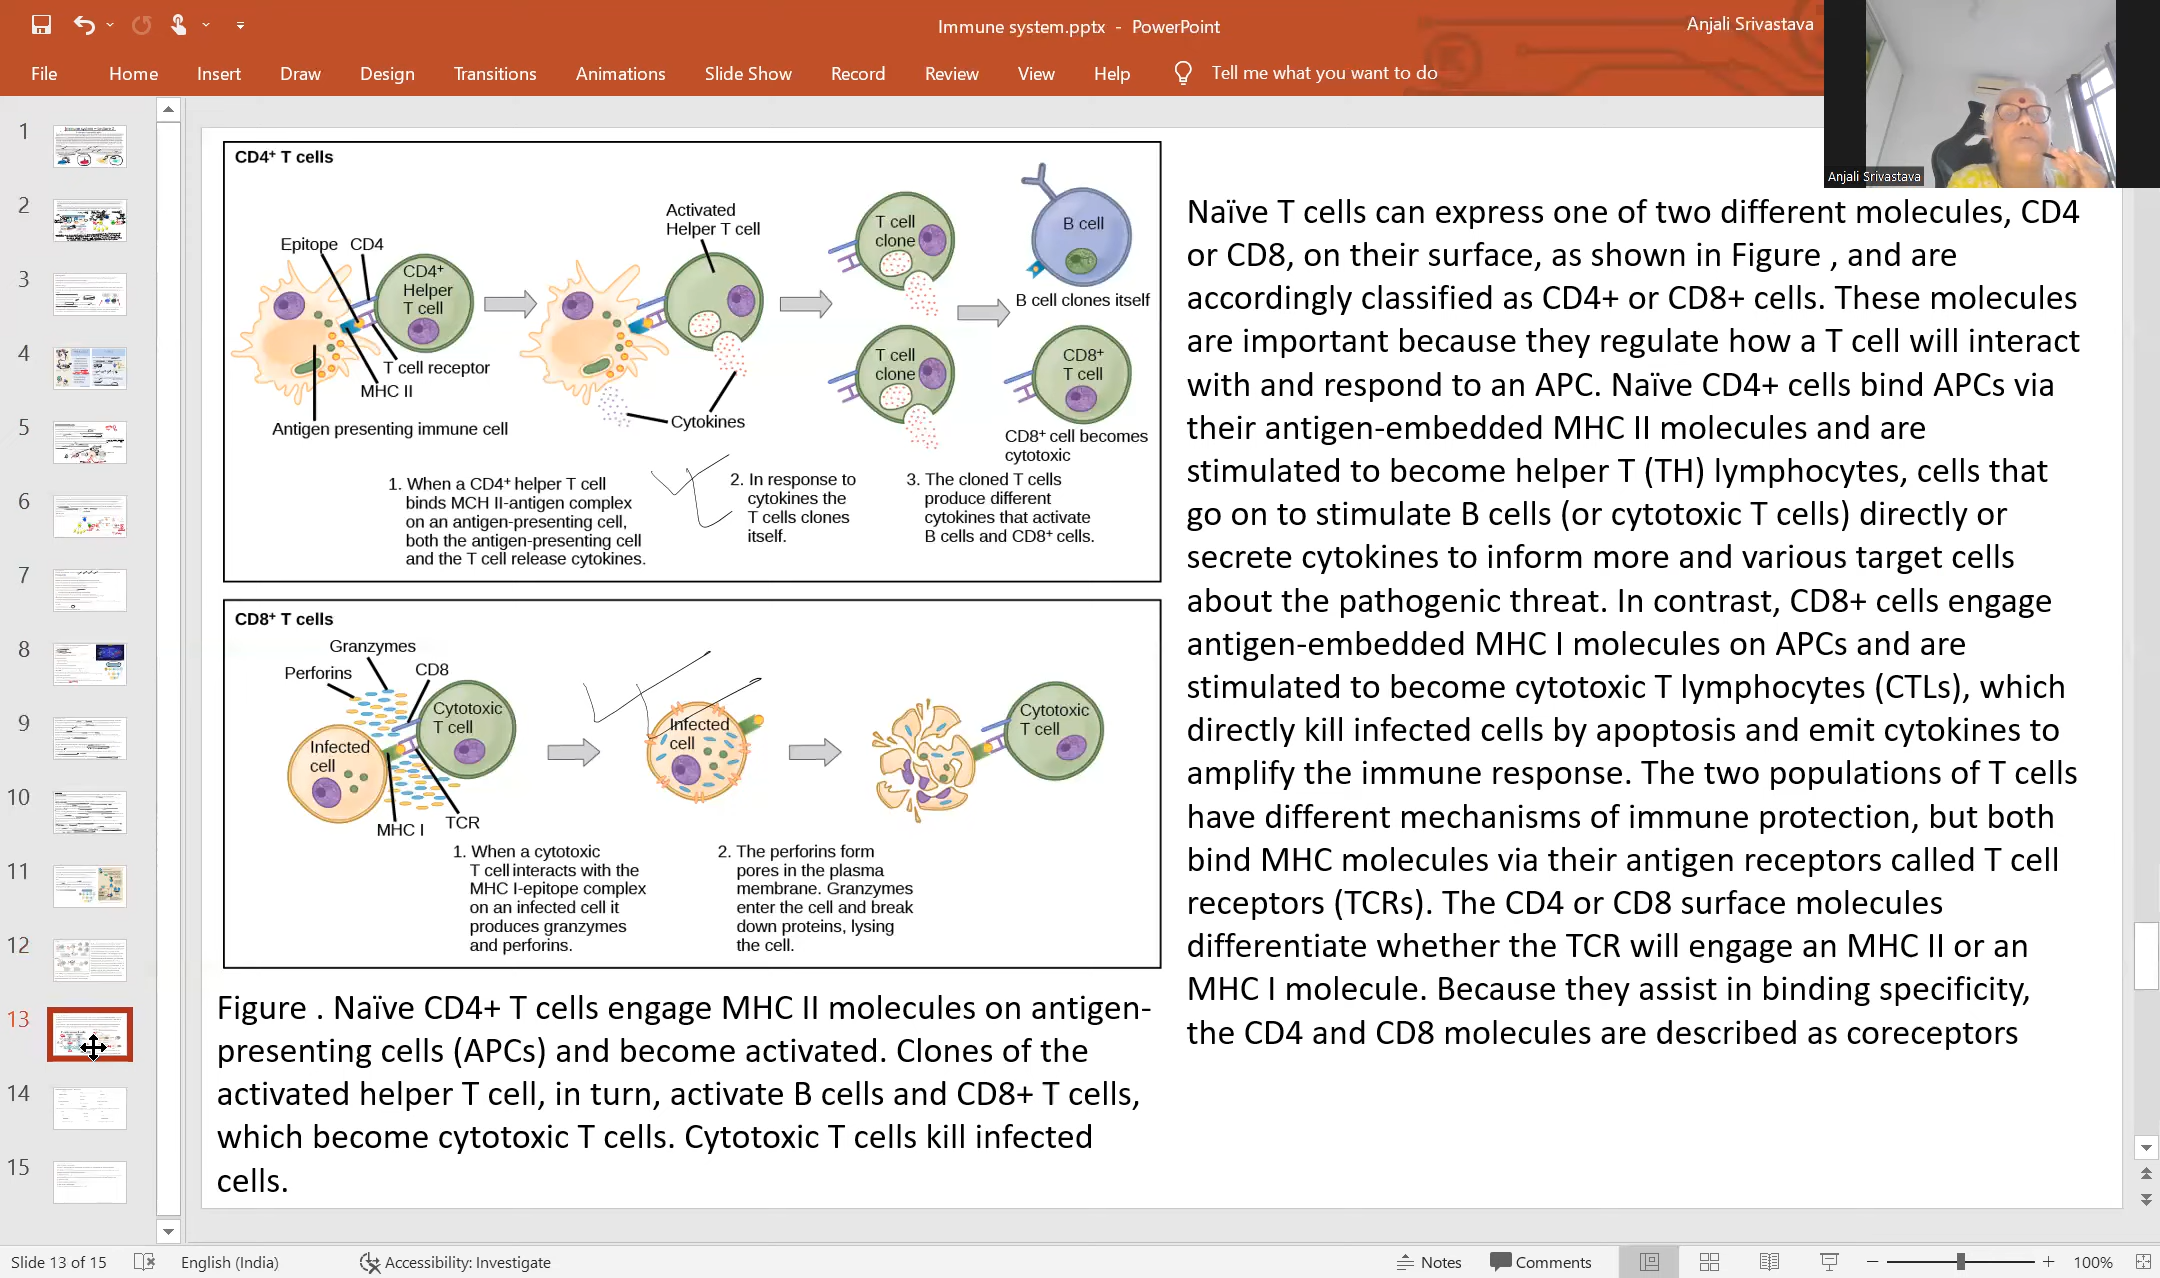 Immune system.pptx - PowerPoint
Anjali Srivastava
File Home Insert Draw Design Transitions Animations Slide Show Record Review View Help Tell me what you want to do
Anjali Srivastava
1
2
3
4
5
6
7
8
9
10
11
12
13
14
15
CD4⁺ T cells
Epitope CD4
CD4⁺
Helper
T cell
T cell receptor
MHC II
Antigen presenting immune cell
Activated
Helper T cell
Cytokines
T cell
clone
T cell
clone
B cell
B cell clones itself
CD8⁺
T cell
CD8⁺ cell becomes
cytotoxic
1. When a CD4⁺ helper T cell
binds MCH II-antigen complex
on an antigen-presenting cell,
both the antigen-presenting cell
and the T cell release cytokines.
2. In response to
cytokines the
T cells clones
itself.
3. The cloned T cells
produce different
cytokines that activate
B cells and CD8⁺ cells.
CD8⁺ T cells
Granzymes
Perforins
CD8
Cytotoxic
T cell
Infected
cell
MHC I
TCR
Infected
cell
Cytotoxic
T cell
1. When a cytotoxic
T cell interacts with the
MHC I-epitope complex
on an infected cell it
produces granzymes
and perforins.
2. The perforins form
pores in the plasma
membrane. Granzymes
enter the cell and break
down proteins, lysing
the cell.
Figure . Naïve CD4+ T cells engage MHC II molecules on antigen-
presenting cells (APCs) and become activated. Clones of the
activated helper T cell, in turn, activate B cells and CD8+ T cells,
which become cytotoxic T cells. Cytotoxic T cells kill infected
cells.
Naïve T cells can express one of two different molecules, CD4
or CD8, on their surface, as shown in Figure , and are
accordingly classified as CD4+ or CD8+ cells. These molecules
are important because they regulate how a T cell will interact
with and respond to an APC. Naïve CD4+ cells bind APCs via
their antigen-embedded MHC II molecules and are
stimulated to become helper T (TH) lymphocytes, cells that
go on to stimulate B cells (or cytotoxic T cells) directly or
secrete cytokines to inform more and various target cells
about the pathogenic threat. In contrast, CD8+ cells engage
antigen-embedded MHC I molecules on APCs and are
stimulated to become cytotoxic T lymphocytes (CTLs), which
directly kill infected cells by apoptosis and emit cytokines to
amplify the immune response. The two populations of T cells
have different mechanisms of immune protection, but both
bind MHC molecules via their antigen receptors called T cell
receptors (TCRs). The CD4 or CD8 surface molecules
differentiate whether the TCR will engage an MHC II or an
MHC I molecule. Because they assist in binding specificity,
the CD4 and CD8 molecules are described as coreceptors
Slide 13 of 15 English (India) Accessibility: Investigate Notes Comments 100%